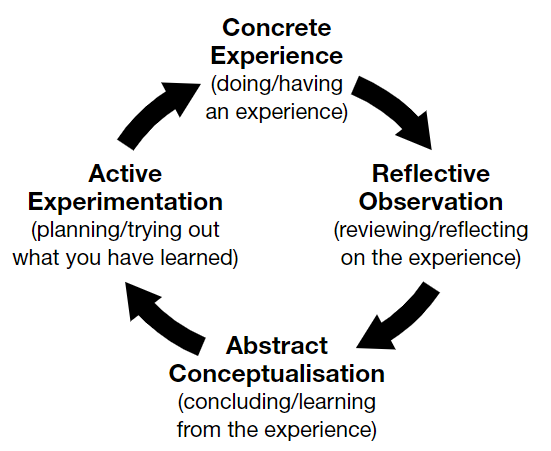 Concrete
Experience
(doing/having
an experience)
Reflective
Observation
(reviewing/reflecting
on the experience)
Abstract
Conceptualisation
(concluding/learning
from the experience)
Active
Experimentation
(planning/trying out
what you have learned)